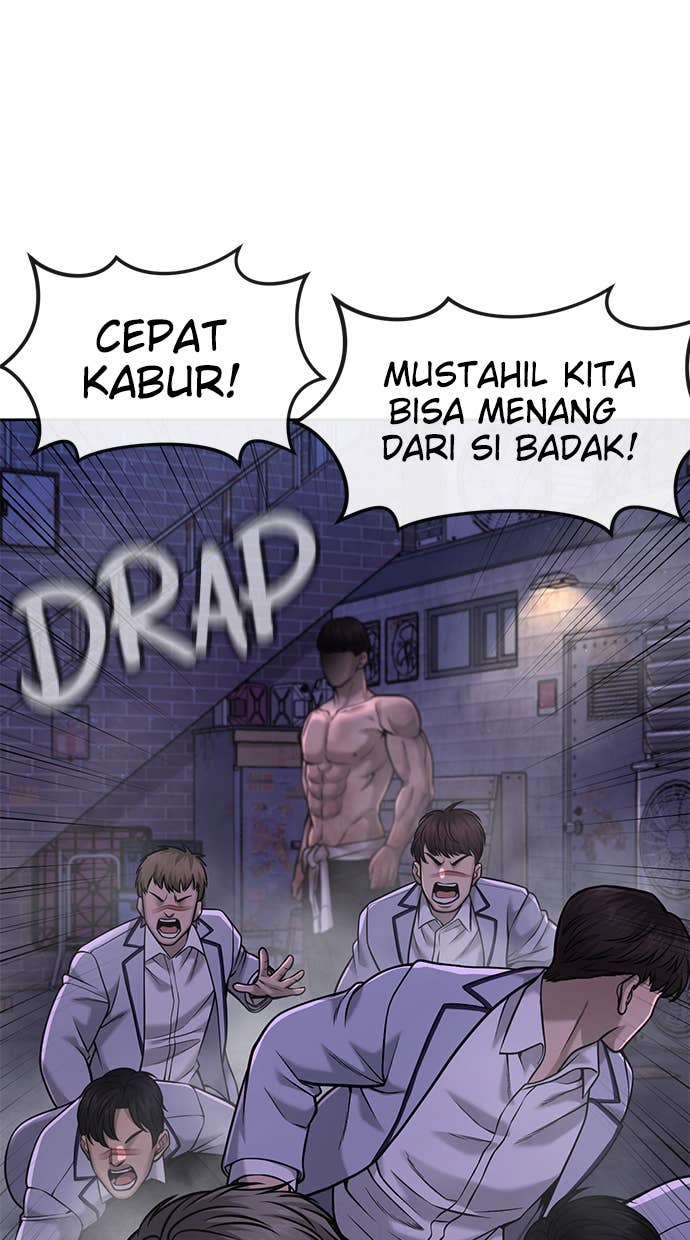 CEPAT
KABUR!
MUSTAHIL KITA
BISA MENANG
DARI SI BADAK!
DRAP